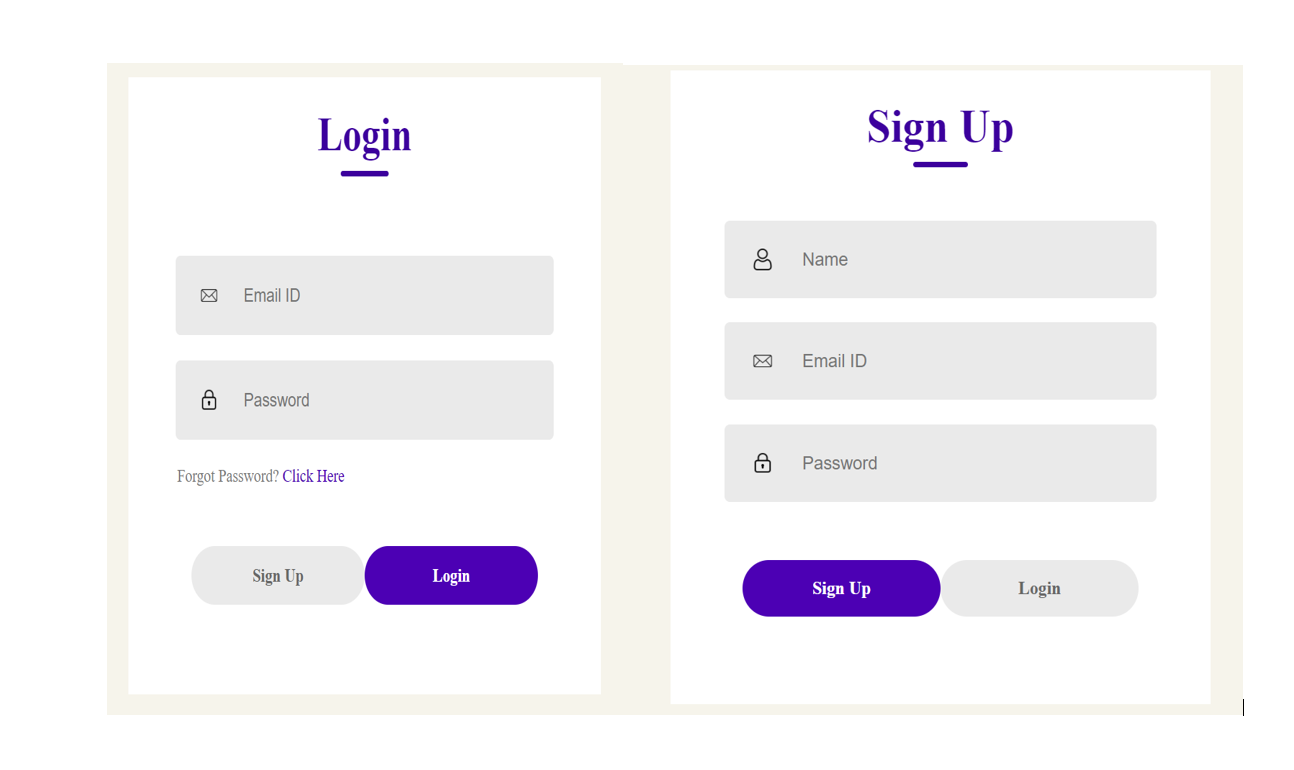 Login
Email ID
Password
Forgot Password? Click Here
Sign Up Login
Sign Up
Name
Email ID
Password
Sign Up Login